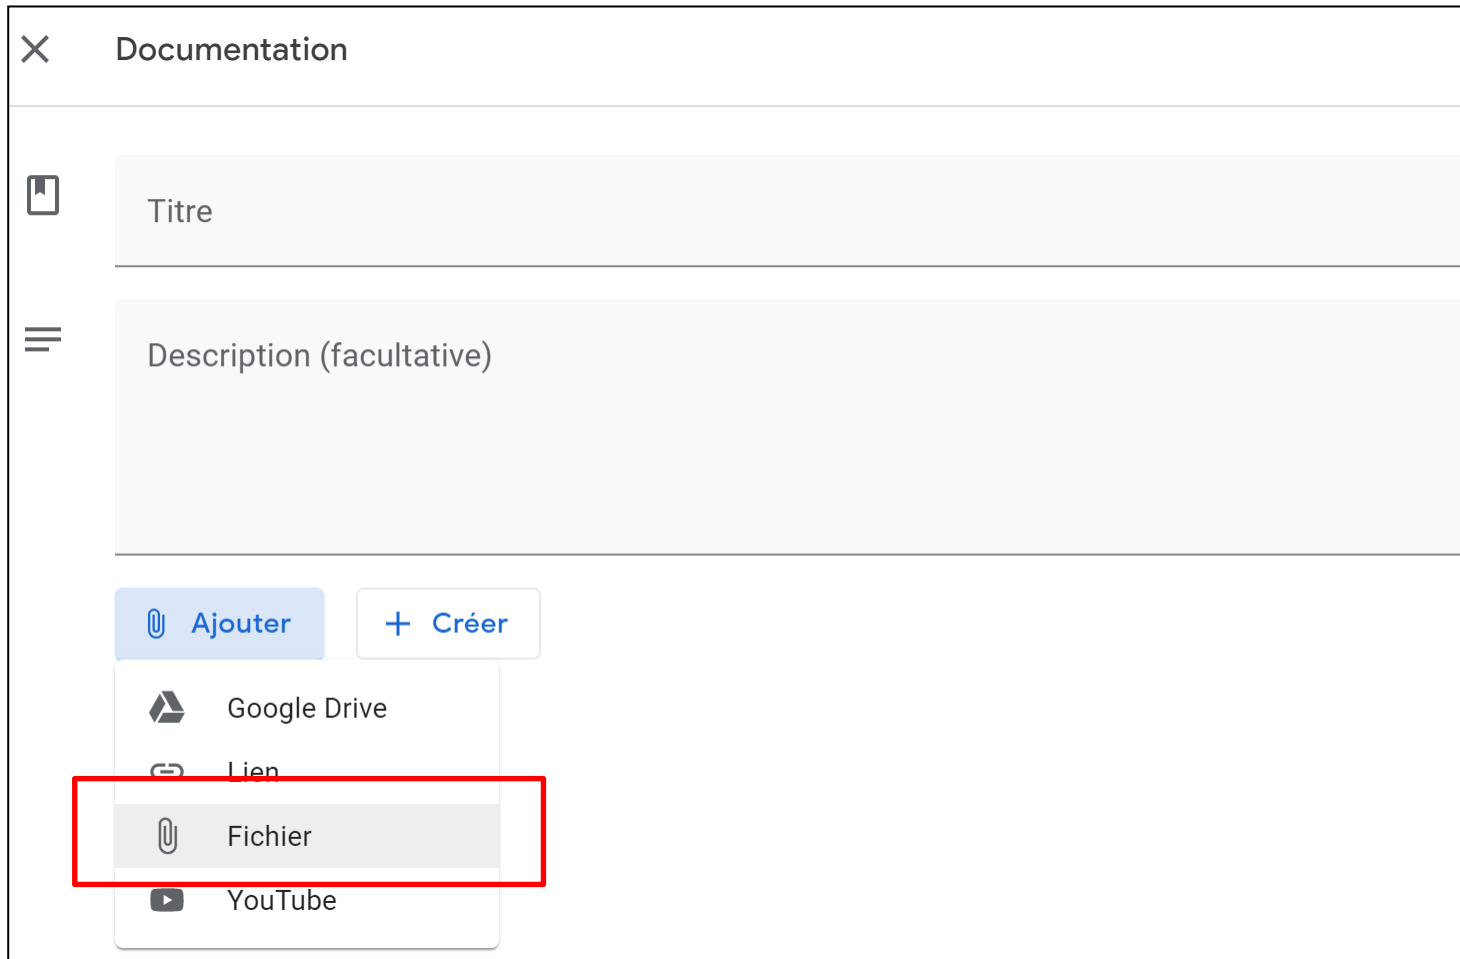 Documentation
Titre
Description (facultative)
Ajouter
Créer
Google Drive
Lien
Fichier
YouTube